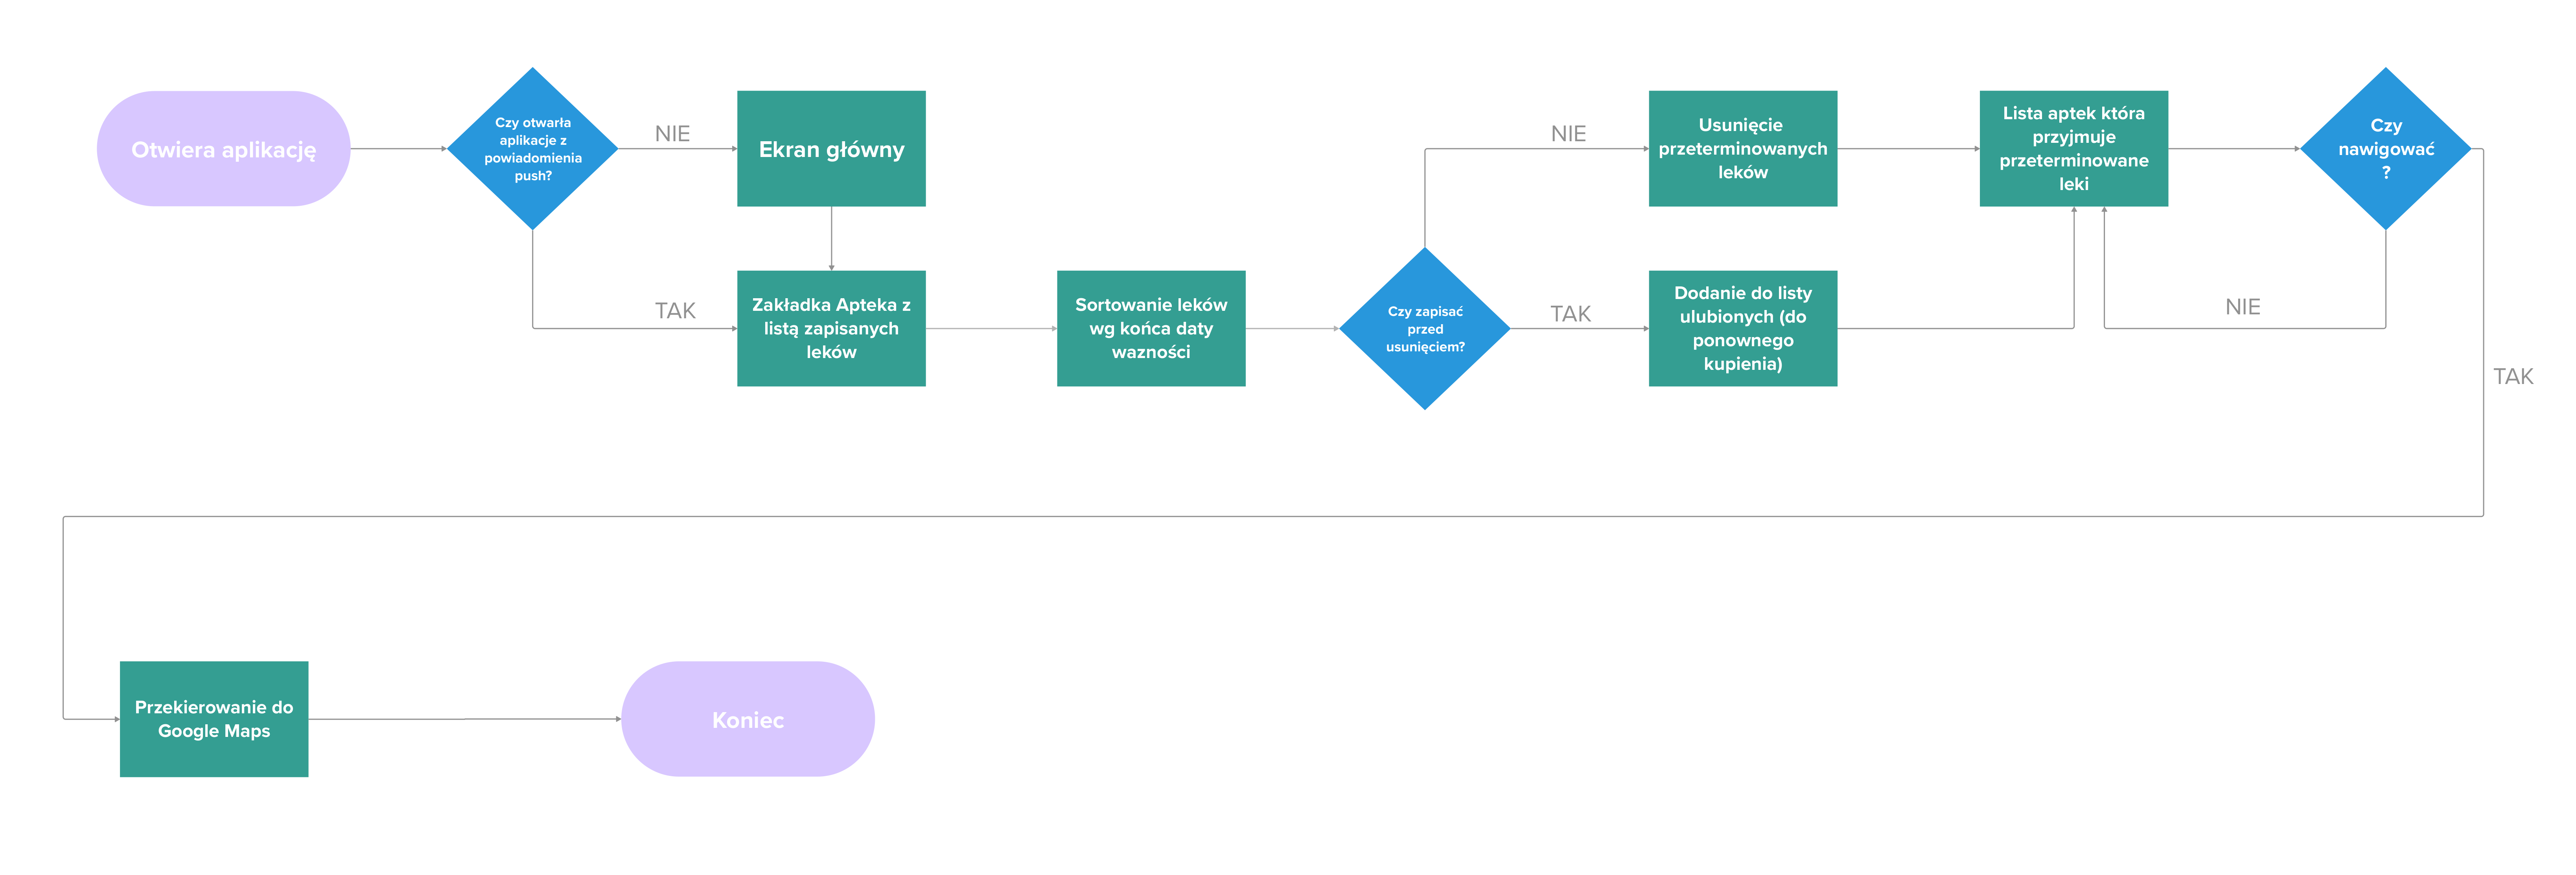 Otwiera aplikację
Czy otwarła
aplikacje z
powiadomienia
push?
NIE
Ekran główny
TAK
Zakładka Apteka z
listą zapisanych
leków
Sortowanie leków
wg końca daty
wazności
Czy zapisać
przed
usunięciem?
NIE
Usunięcie
przeterminowanych
leków
TAK
Dodanie do listy
ulubionych (do
ponownego
kupienia)
Lista aptek która
przyjmuje
przeterminowane
leki
Czy
nawigować
?
NIE
TAK
Przekierowanie do
Google Maps
Koniec